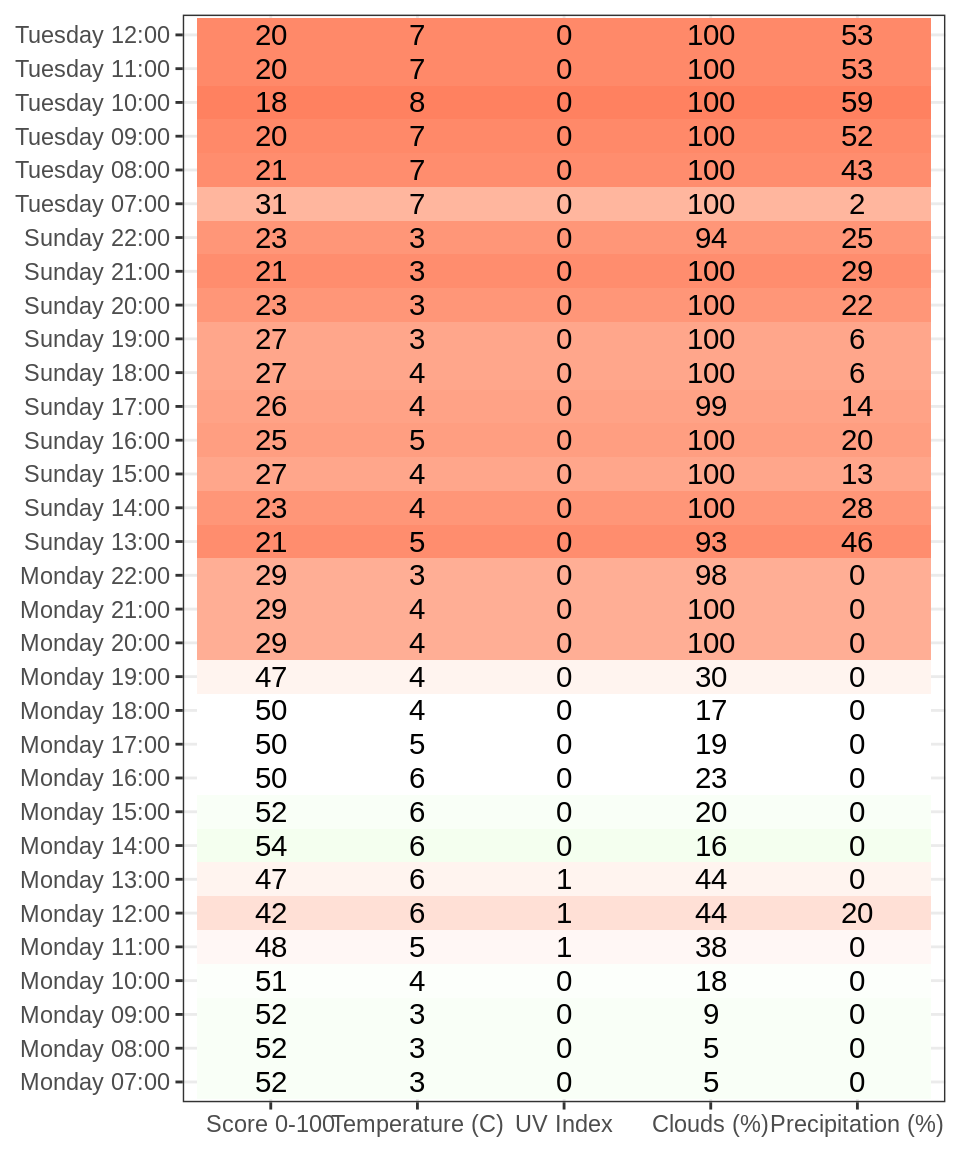 Tuesday 12:00 20 7 0 100 53
Tuesday 11:00 20 7 0 100 53
Tuesday 10:00 18 8 0 100 59
Tuesday 09:00 20 7 0 100 52
Tuesday 08:00 21 7 0 100 43
Tuesday 07:00 31 7 0 100 2
Sunday 22:00 23 3 0 94 25
Sunday 21:00 21 3 0 100 29
Sunday 20:00 23 3 0 100 22
Sunday 19:00 27 3 0 100 6
Sunday 18:00 27 4 0 100 6
Sunday 17:00 26 4 0 99 14
Sunday 16:00 25 5 0 100 20
Sunday 15:00 27 4 0 100 13
Sunday 14:00 23 4 0 100 28
Sunday 13:00 21 5 0 93 46
Monday 22:00 29 3 0 98 0
Monday 21:00 29 4 0 100 0
Monday 20:00 29 4 0 100 0
Monday 19:00 47 4 0 30 0
Monday 18:00 50 4 0 17 0
Monday 17:00 50 5 0 19 0
Monday 16:00 50 6 0 23 0
Monday 15:00 52 6 0 20 0
Monday 14:00 54 6 0 16 0
Monday 13:00 47 6 1 44 0
Monday 12:00 42 6 1 44 20
Monday 11:00 48 5 1 38 0
Monday 10:00 51 4 0 18 0
Monday 09:00 52 3 0 9 0
Monday 08:00 52 3 0 5 0
Monday 07:00 52 3 0 5 0
Score 0-100 Temperature (C) UV Index Clouds (%) Precipitation (%)